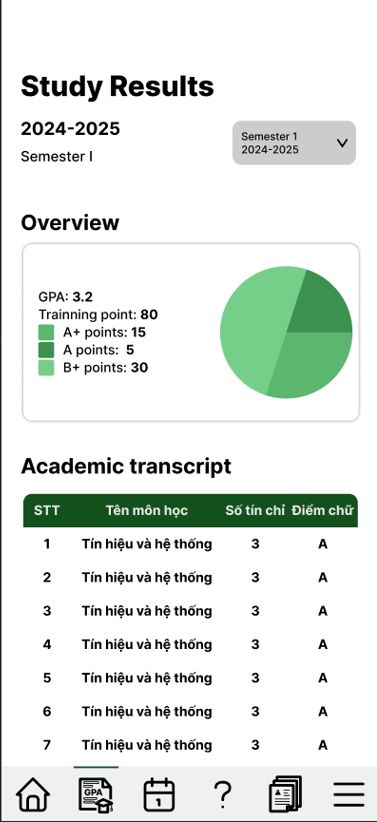 Study Results
2024-2025
Semester I
Semester 1
2024-2025
Overview
GPA: 3.2
Trainning point: 80
A+ points: 15
A points: 5
B+ points: 30
Academic transcript
STT Tên môn học Số tín chỉ Điểm chữ
1 Tín hiệu và hệ thống 3 A
2 Tín hiệu và hệ thống 3 A
3 Tín hiệu và hệ thống 3 A
4 Tín hiệu và hệ thống 3 A
5 Tín hiệu và hệ thống 3 A
6 Tín hiệu và hệ thống 3 A
7 Tín hiệu và hệ thống 3 A
GPA 1 ? A